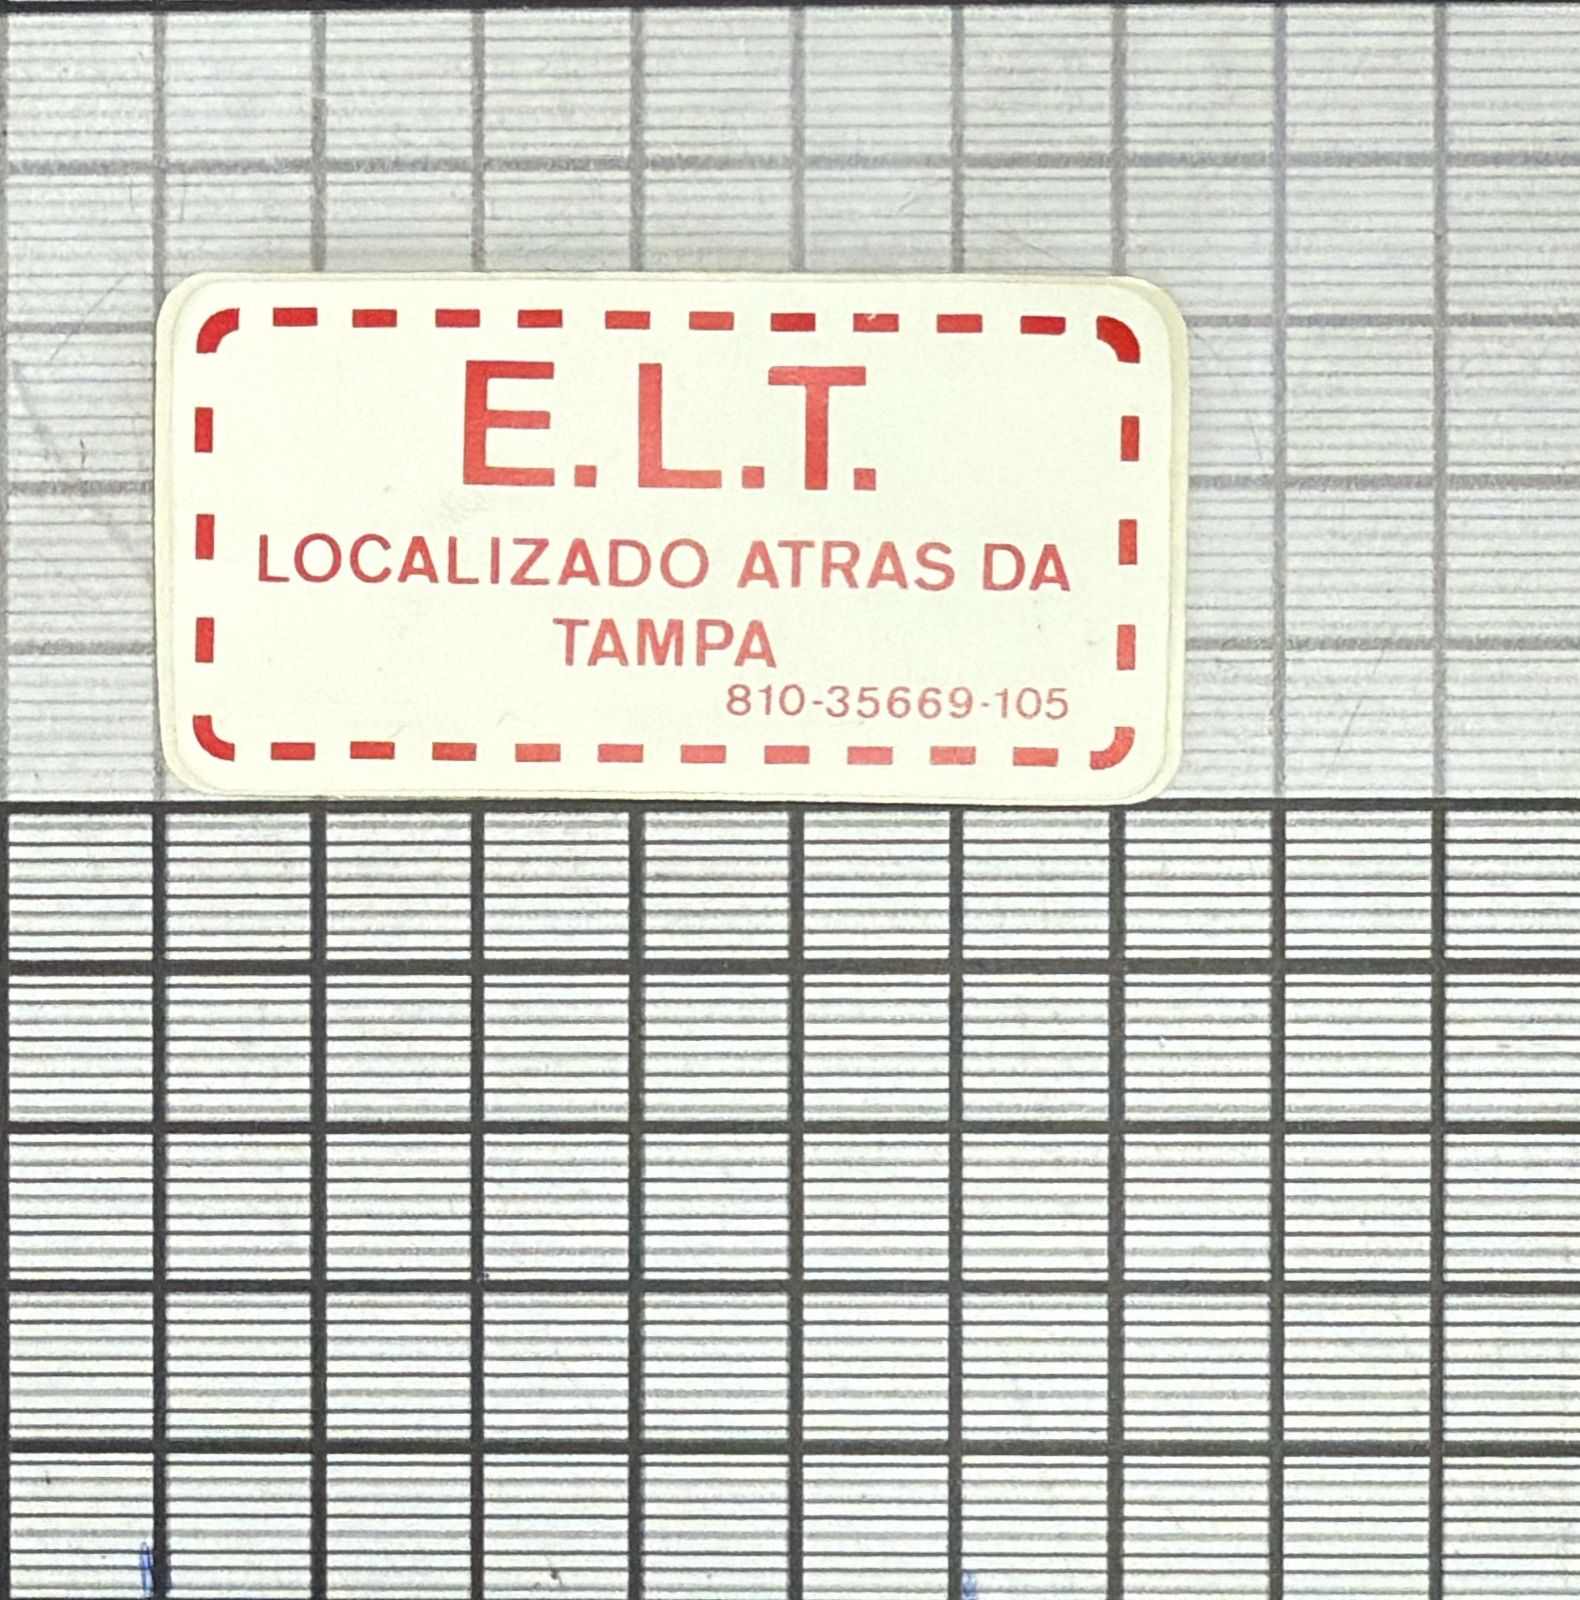 E.L.T.
LOCALIZADO ATRAS DA
TAMPA
810-35669-105